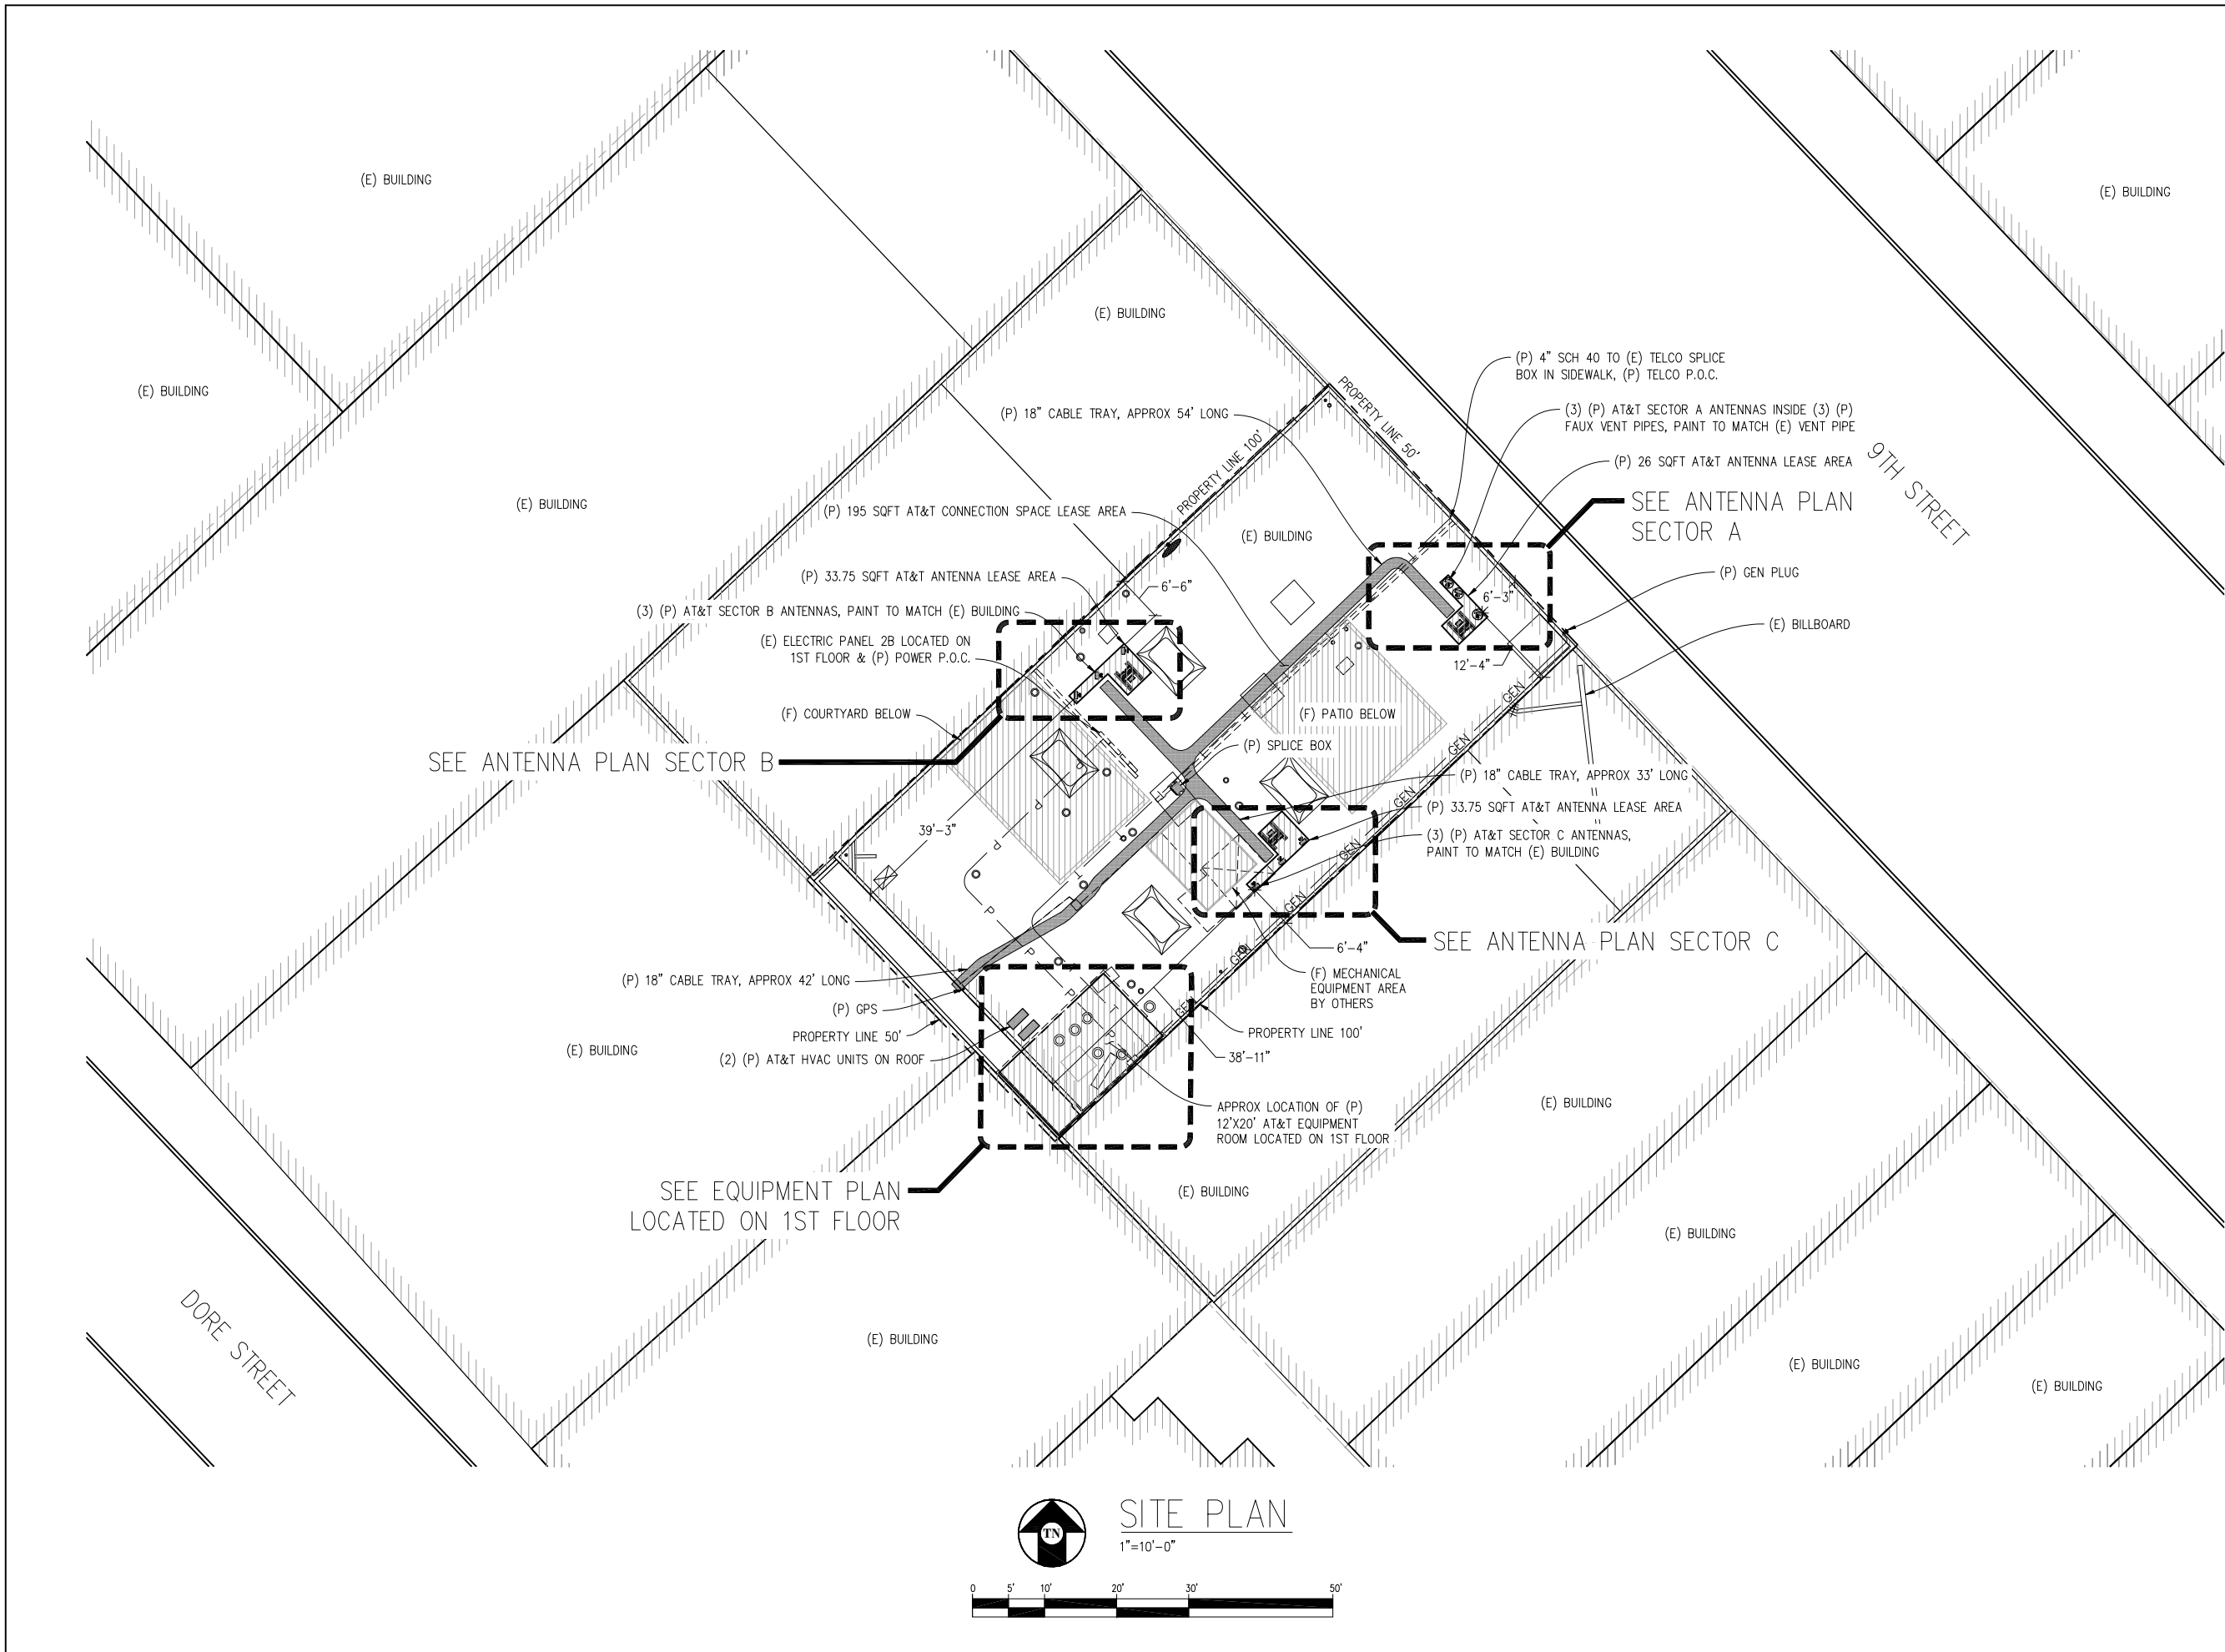 (E) BUILDING
(E) BUILDING
(E) BUILDING
(P) 4" SCH 40 TO (E) TELCO SPLICE
BOX IN SIDEWALK, (P) TELCO P.O.C.
(E) BUILDING
(P) 18" CABLE TRAY, APPROX 54' LONG
PROPERTY LINE 50'
(3) (P) AT&T SECTOR A ANTENNAS INSIDE (3) (P)
FAUX VENT PIPES, PAINT TO MATCH (E) VENT PIPE
PROPERTY LINE 100'
(P) 26 SQFT AT&T ANTENNA LEASE AREA
9TH STREET
(E) BUILDING
(P) 195 SQFT AT&T CONNECTION SPACE LEASE AREA
SEE ANTENNA PLAN
SECTOR A
(E) BUILDING
(P) 33.75 SQFT AT&T ANTENNA LEASE AREA
6'-6"
(P) GEN PLUG
6'-3"
(3) (P) AT&T SECTOR B ANTENNAS, PAINT TO MATCH (E) BUILDING
(E) BILLBOARD
(E) ELECTRIC PANEL 2B LOCATED ON
1ST FLOOR & (P) POWER P.O.C.
12'-4"
GEN
(F) COURTYARD BELOW
(F) PATIO BELOW
SEE ANTENNA PLAN SECTOR B
(P) SPLICE BOX
GEN
P
(P) 18" CABLE TRAY, APPROX 33' LONG
GEN
(P) 33.75 SQFT AT&T ANTENNA LEASE AREA
P
39'-3"
(3) (P) AT&T SECTOR C ANTENNAS,
PAINT TO MATCH (E) BUILDING
P
GEN
T
GEN
P
SEE ANTENNA PLAN SECTOR C
6'-4"
GEN
P
(P) 18" CABLE TRAY, APPROX 42' LONG
(F) MECHANICAL
EQUIPMENT AREA
BY OTHERS
T
P
(P) GPS
GEN
T
PROPERTY LINE 50'
PROPERTY LINE 100'
P
(E) BUILDING
(2) (P) AT&T HVAC UNITS ON ROOF
38'-11"
APPROX LOCATION OF (P)
12'X20' AT&T EQUIPMENT
ROOM LOCATED ON 1ST FLOOR
(E) BUILDING
SEE EQUIPMENT PLAN
LOCATED ON 1ST FLOOR
(E) BUILDING
(E) BUILDING
DORE STREET
(E) BUILDING
(E) BUILDING
(E) BUILDING
TN
SITE PLAN
1"=10'-0"
0 5' 10' 20' 30' 50'